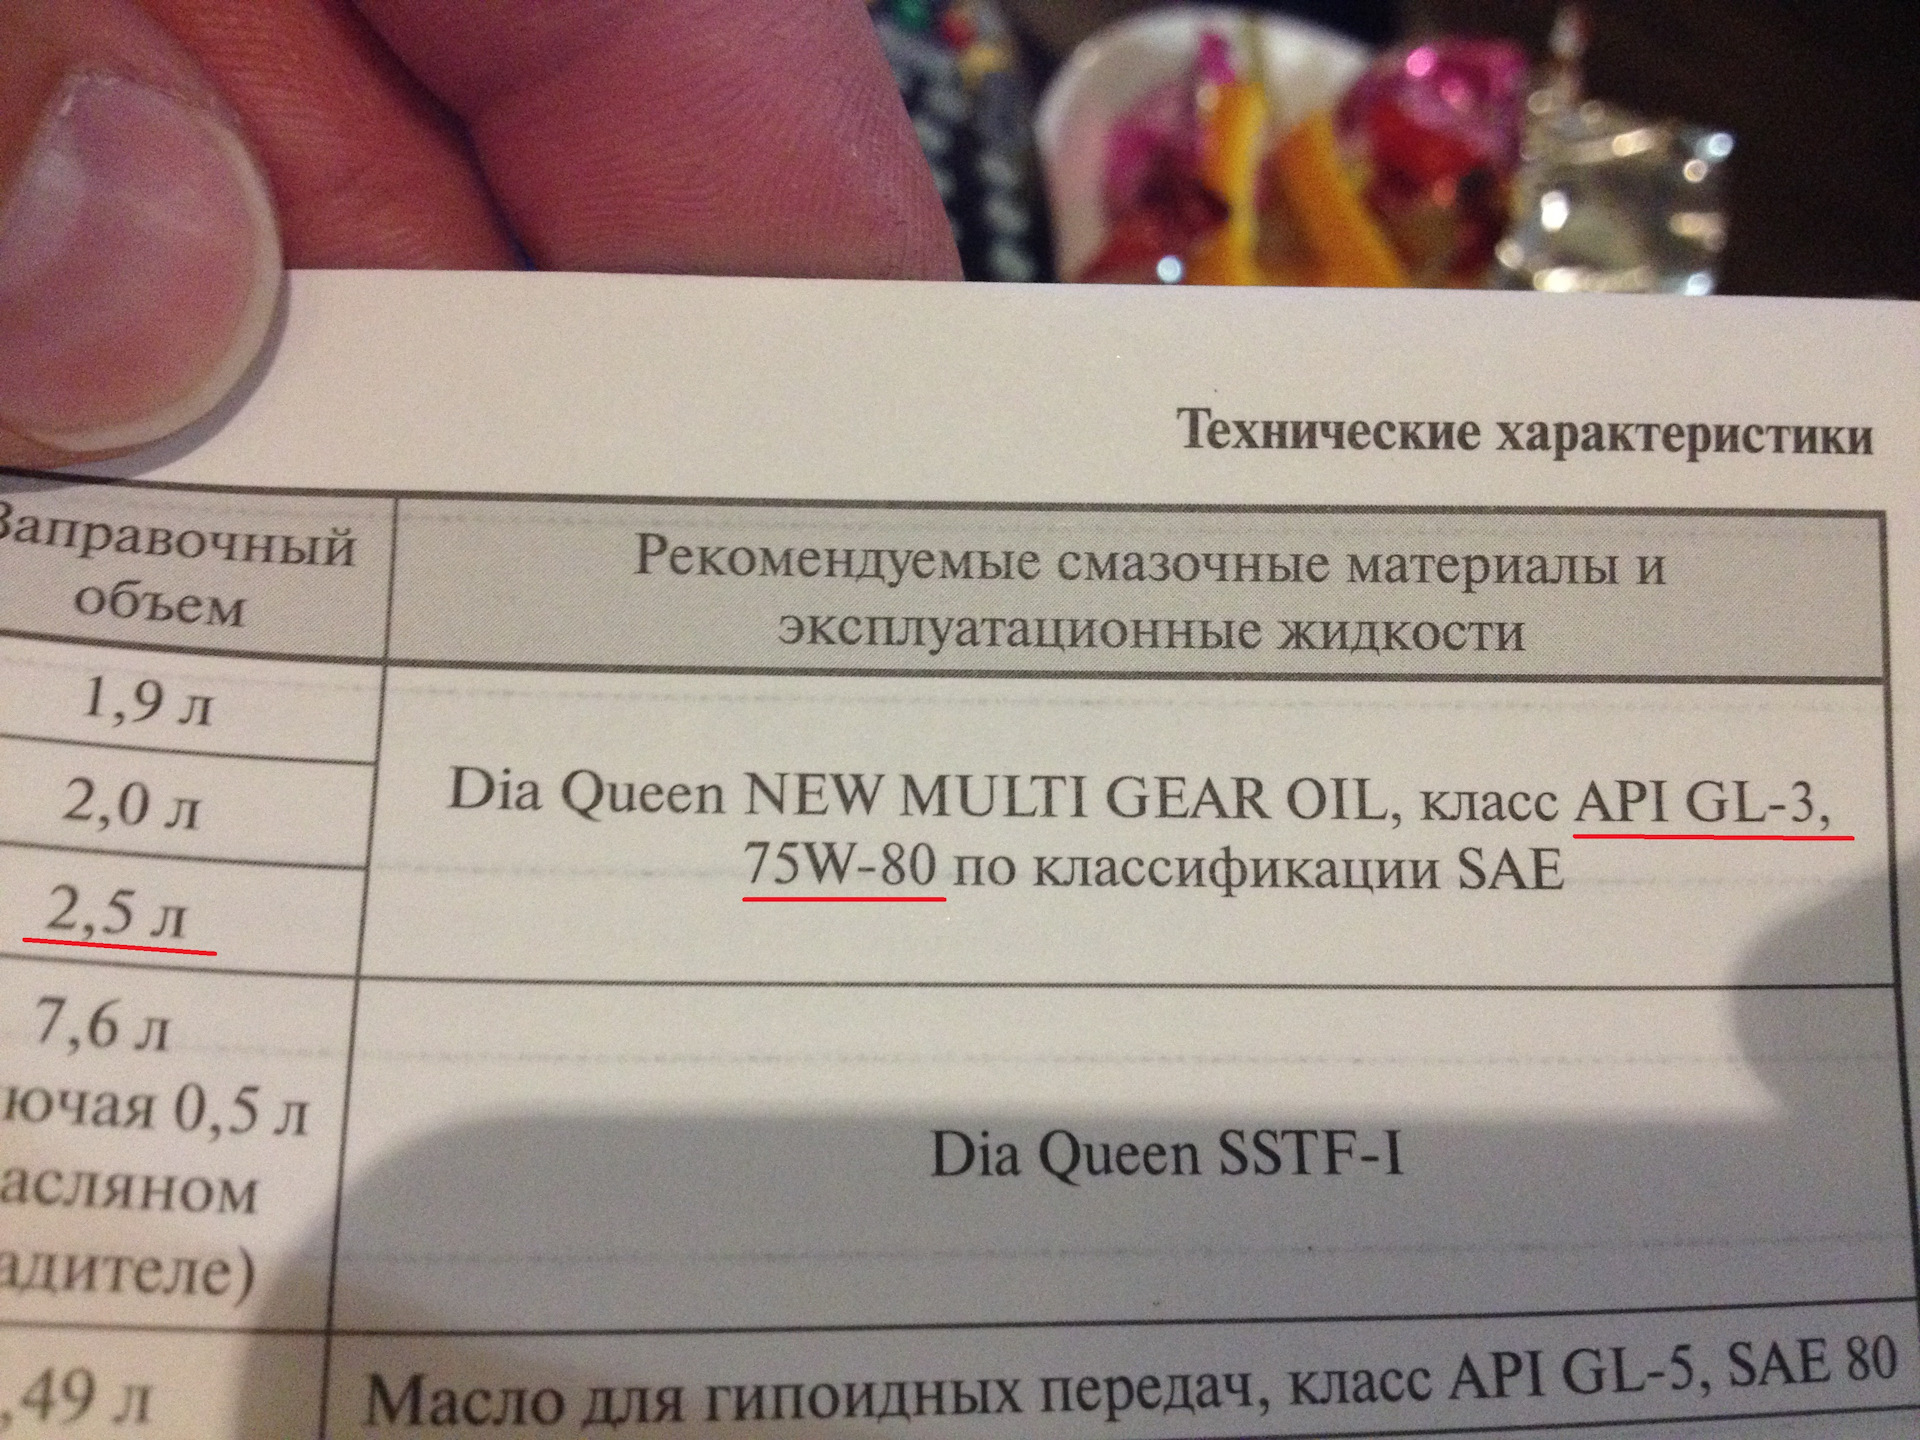 Технические характеристики
Заправочный
объем
Рекомендуемые смазочные материалы и
эксплуатационные жидкости
1,9 л
2,0 л
2,5 л
Dia Queen NEW MULTI GEAR OIL, класс API GL-3,
75W-80 по классификации SAE
7,6 л
ючая 0,5 л
асляном
адителе)
Dia Queen SSTF-I
,49 л
Масло для гипоидных передач, класс API GL-5, SAE 80